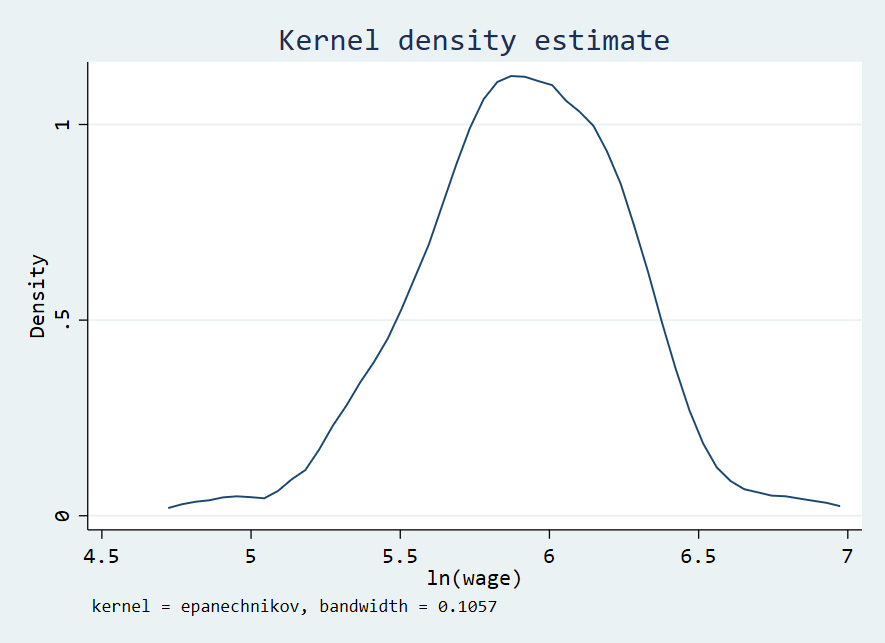 Kernel density estimate
Density
1
.5
0
4.5 5 5.5 6 6.5 7
ln(wage)
kernel = epanechnikov, bandwidth = 0.1057